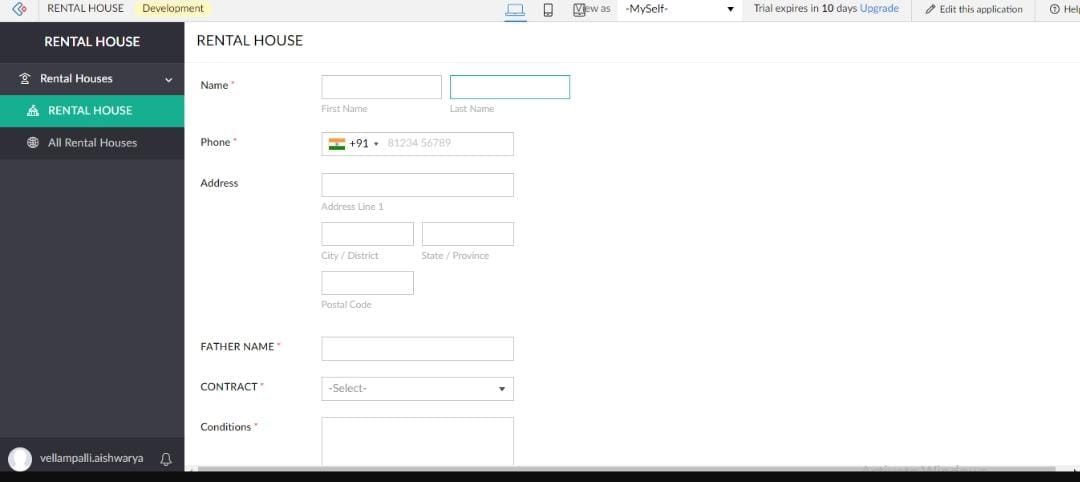 RENTAL HOUSE Development View as -MySelf- Trial expires in 10 days Upgrade Edit this application Help
RENTAL HOUSE
RENTAL HOUSE
Rental Houses
RENTAL HOUSE
All Rental Houses
Name *
First Name Last Name
Phone * +91 81234 56789
Address
Address Line 1
City / District State / Province
Postal Code
FATHER NAME *
CONTRACT * -Select-
Conditions *
vellampalli.aishwarya
Activate Windows